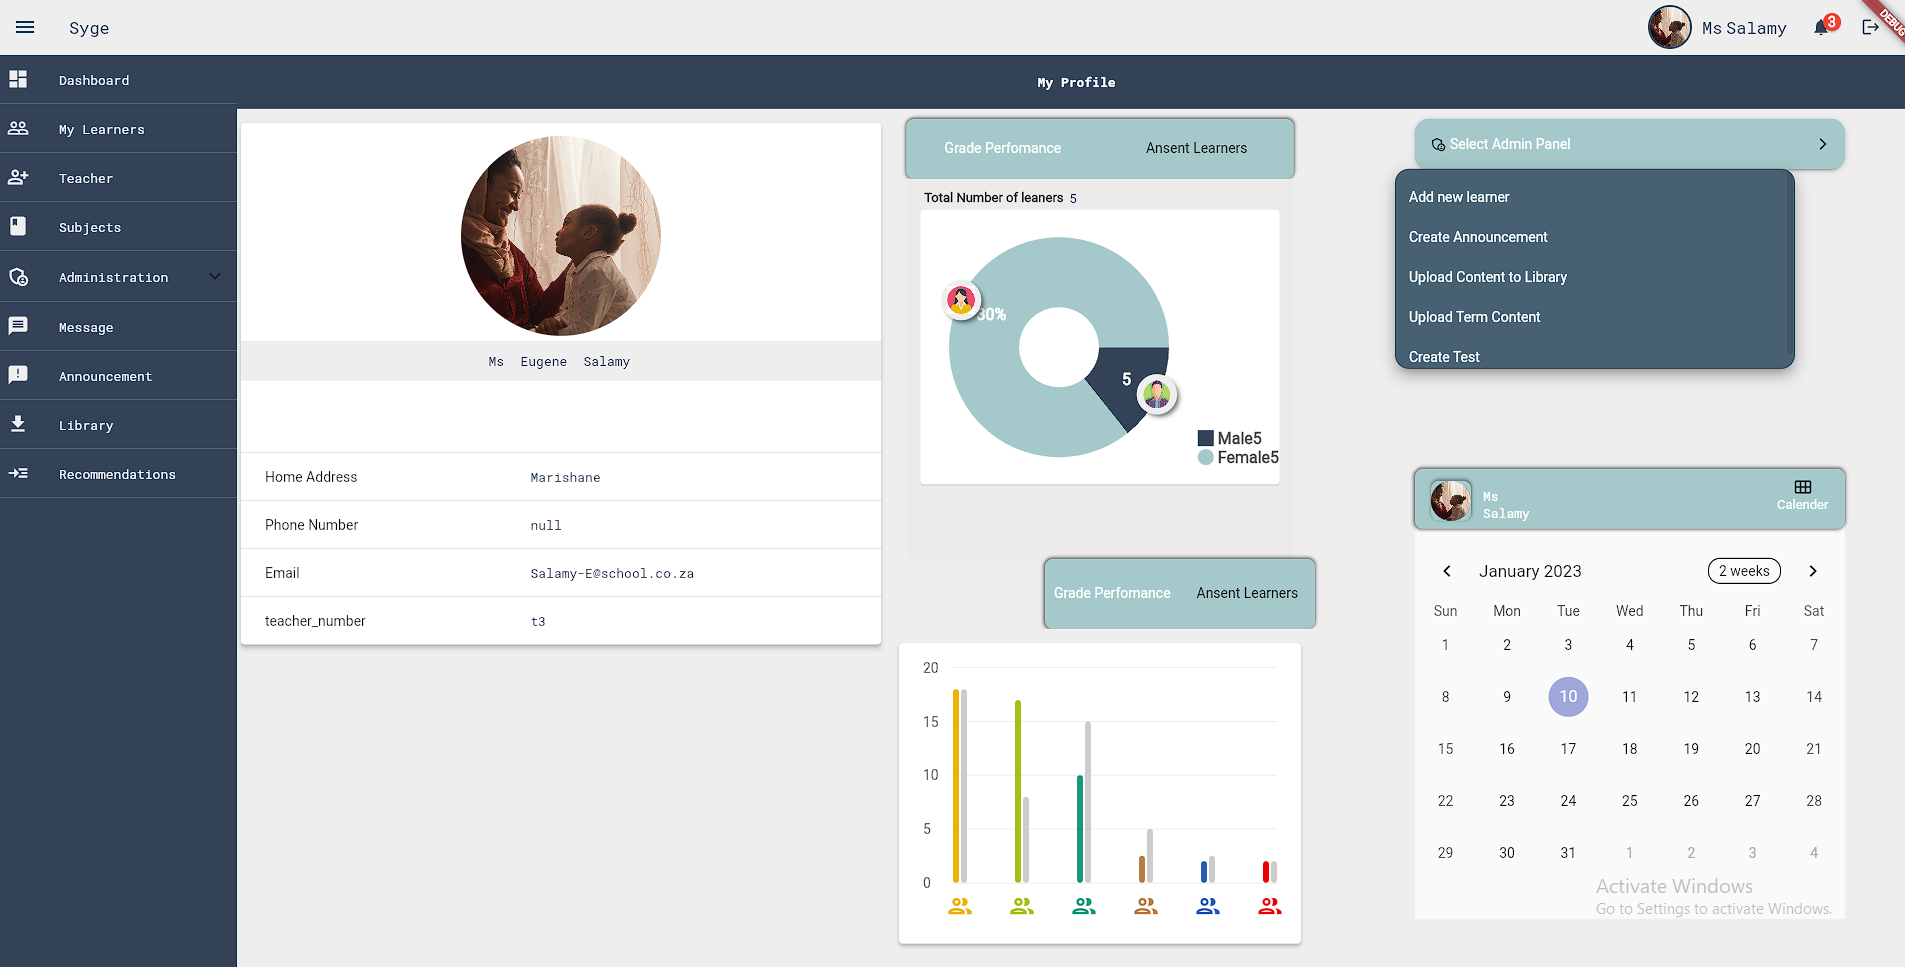 Syge
Ms Salamy
3
DEBUG
Dashboard
My Learners
Teacher
Subjects
Administration
Message
Announcement
Library
Recommendations
My Profile
Ms Eugene Salamy
Home Address Marishane
Phone Number null
Email Salamy-E@school.co.za
teacher_number t3
Grade Perfomance Ansent Learners
Total Number of leaners 5
30%
5
Male5
Female5
Grade Perfomance Ansent Learners
20
15
10
5
0
Select Admin Panel
Add new learner
Create Announcement
Upload Content to Library
Upload Term Content
Create Test
Ms
Salamy
Calender
January 2023 2 weeks
Sun Mon Tue Wed Thu Fri Sat
1 2 3 4 5 6 7
8 9 10 11 12 13 14
15 16 17 18 19 20 21
22 23 24 25 26 27 28
29 30 31 1 2 3 4
Activate Windows
Go to Settings to activate Windows.